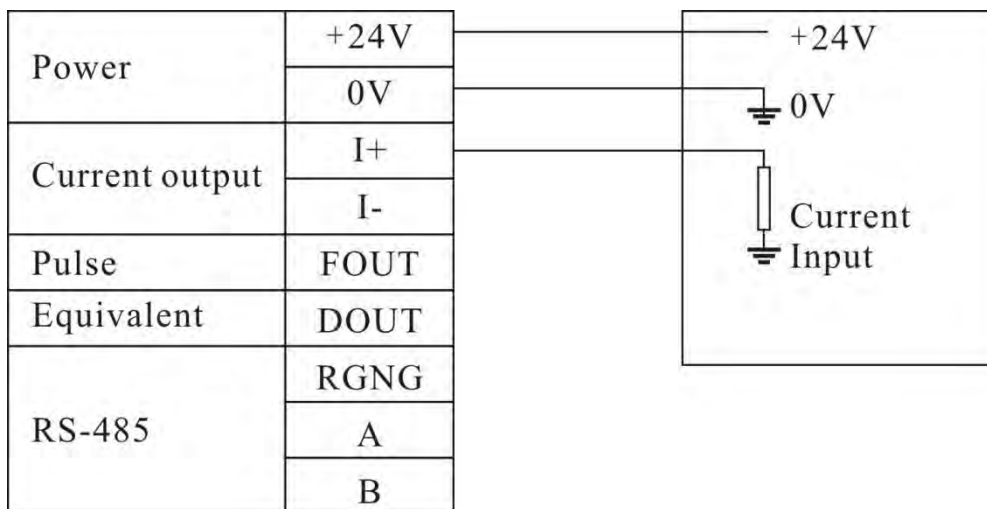 Power
+24V
0V
Current output
I+
I-
Pulse
FOUT
Equivalent
DOUT
RS-485
RGNG
A
B
+24V
0V
Current
Input